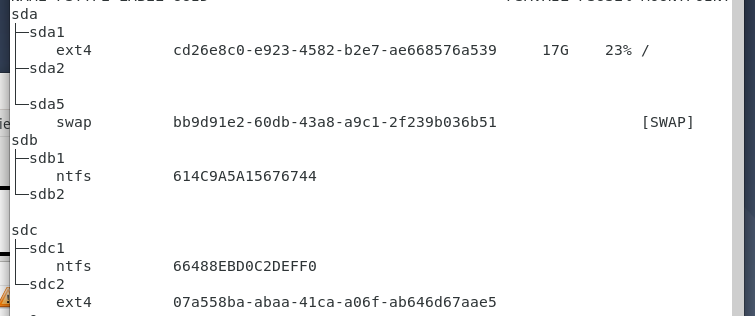 sda
├─sda1
ext4 cd26e8c0-e923-4582-b2e7-ae668576a539 17G 23% /
├─sda2
└─sda5
swap bb9d91e2-60db-43a8-a9c1-2f239b036b51 [SWAP]
sdb
├─sdb1
ntfs 614C9A5A15676744
└─sdb2
sdc
├─sdc1
ntfs 66488EBD0C2DEFF0
├─sdc2
ext4 07a558ba-abaa-41ca-a06f-ab646d67aae5